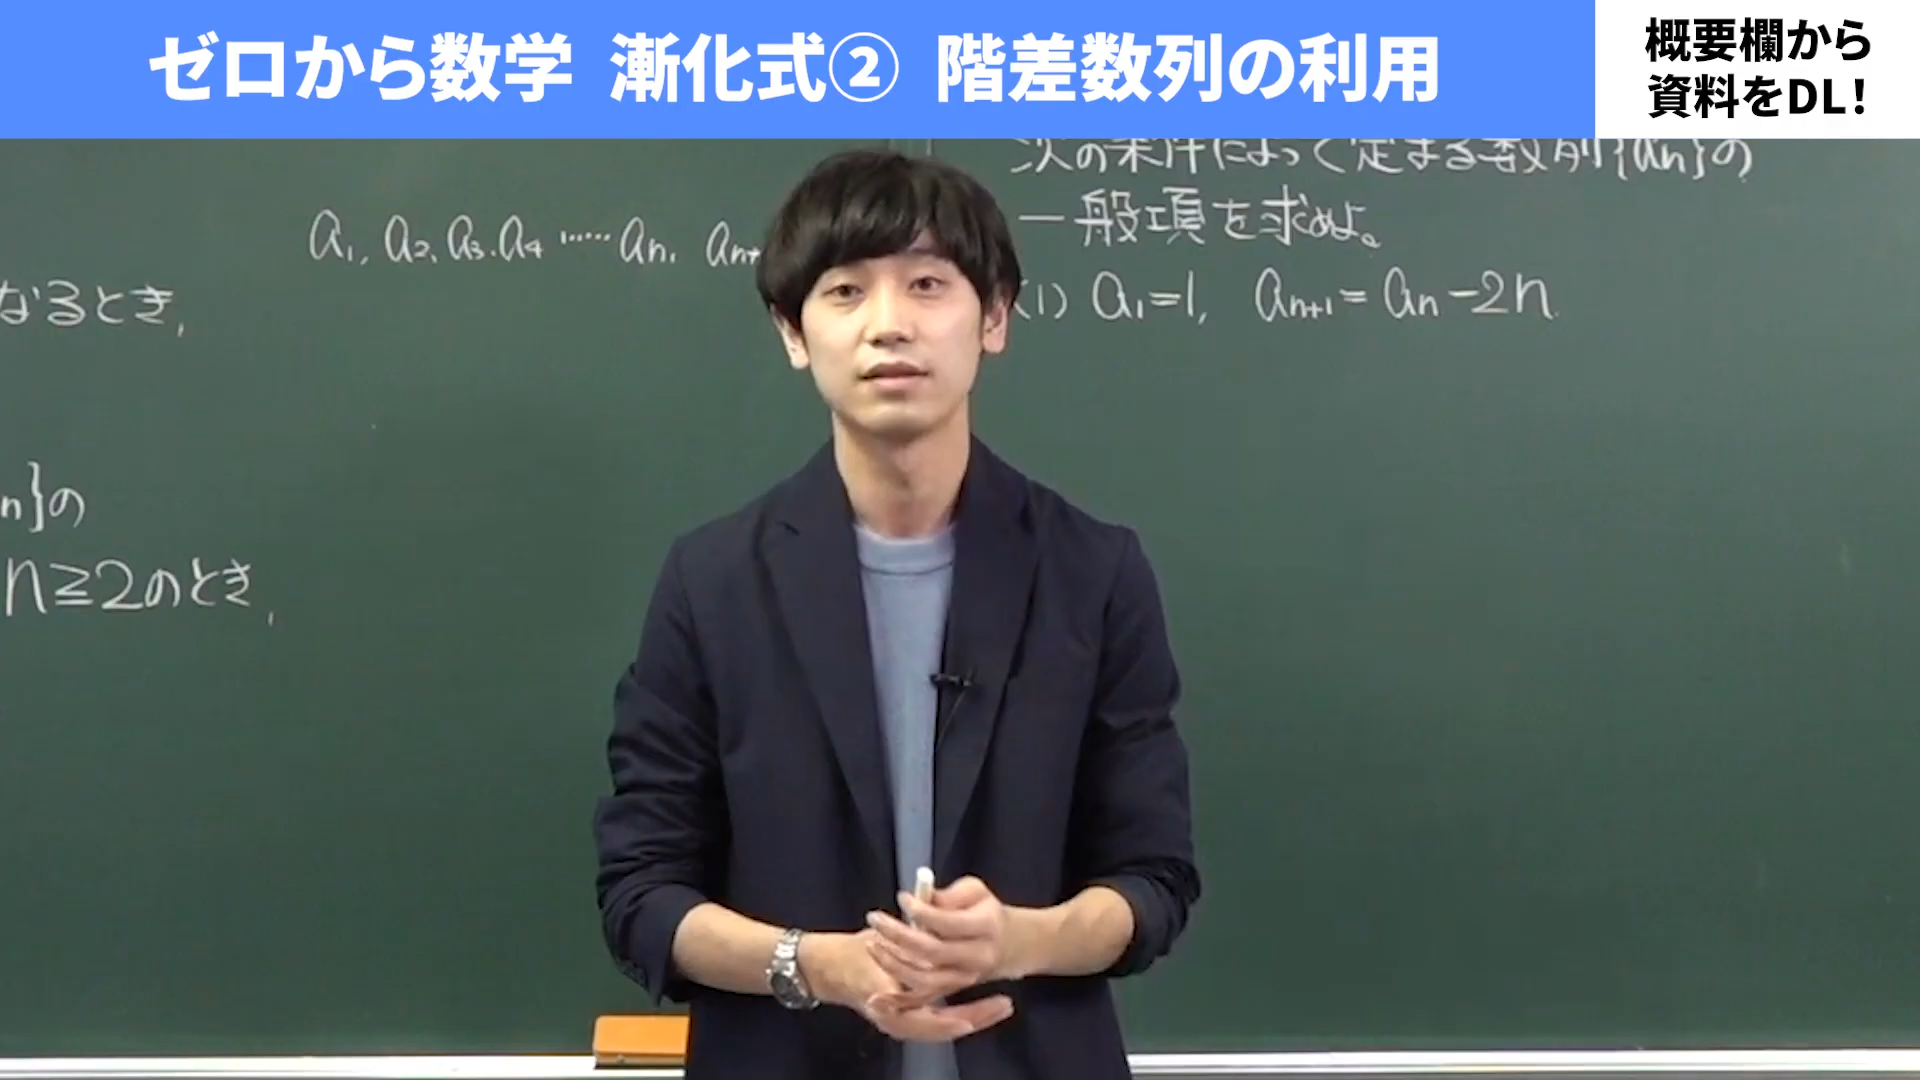 ゼロから数学 漸化式② 階差数列の利用
概要欄から
資料をDL!
なるとき,
n}の
n≧2のとき,
a₁, a₂, a₃. a₄ …… an, an+
次の条件によって定まる数列{an}の
一般項を求めよ。
(1) a₁=1, an+1=an-2n.